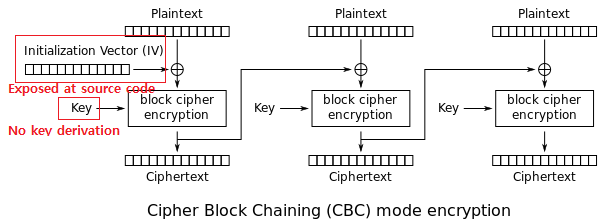 Plaintext
Plaintext
Plaintext
Initialization Vector (IV)
Exposed at source code
Key
block cipher
encryption
Key
block cipher
encryption
Key
block cipher
encryption
No key derivation
Ciphertext
Ciphertext
Ciphertext
Cipher Block Chaining (CBC) mode encryption